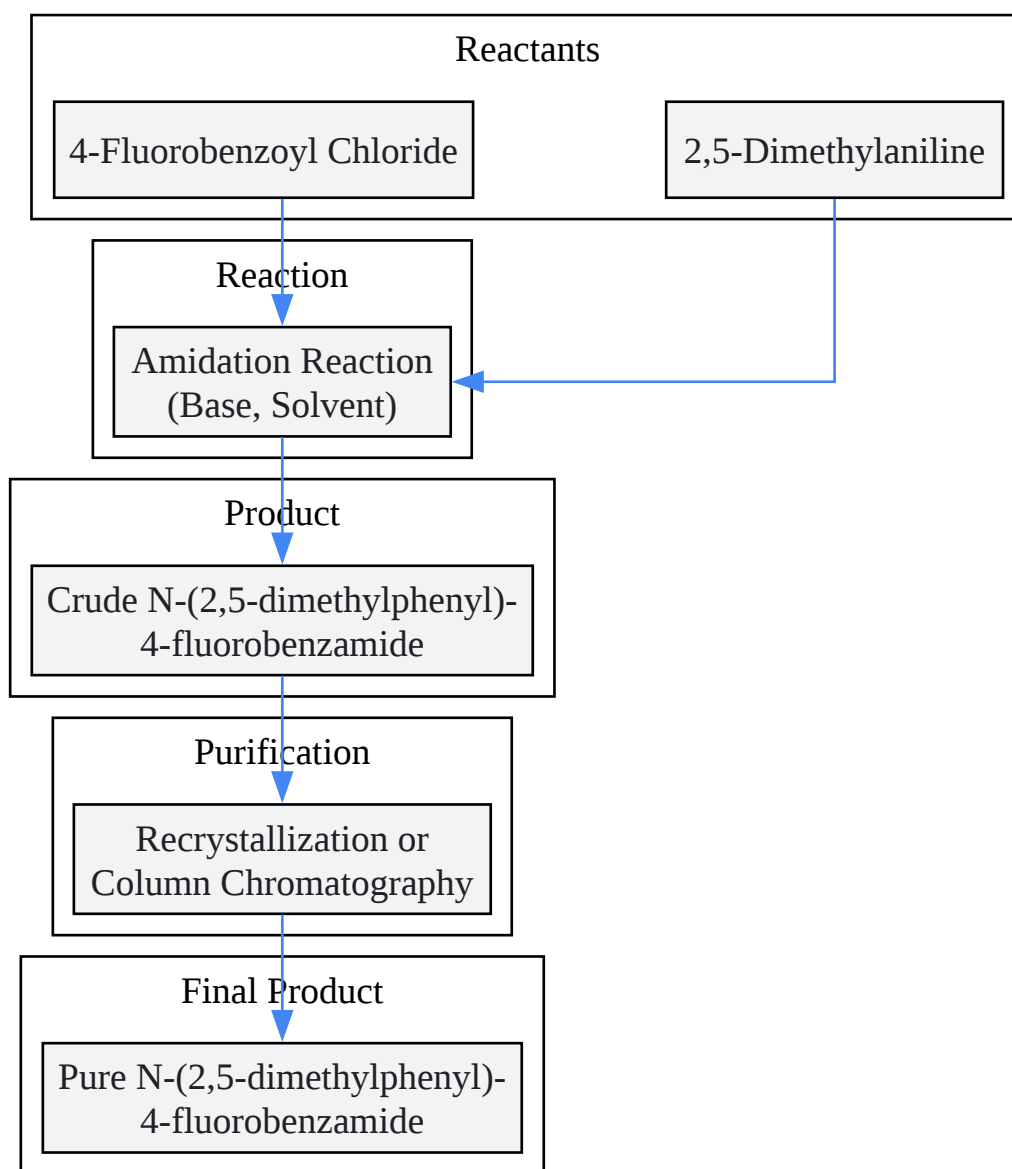 Reactants
4-Fluorobenzoyl Chloride
2,5-Dimethylaniline
Reaction
Amidation Reaction
(Base, Solvent)
Product
Crude N-(2,5-dimethylphenyl)-
4-fluorobenzamide
Purification
Recrystallization or
Column Chromatography
Final Product
Pure N-(2,5-dimethylphenyl)-
4-fluorobenzamide